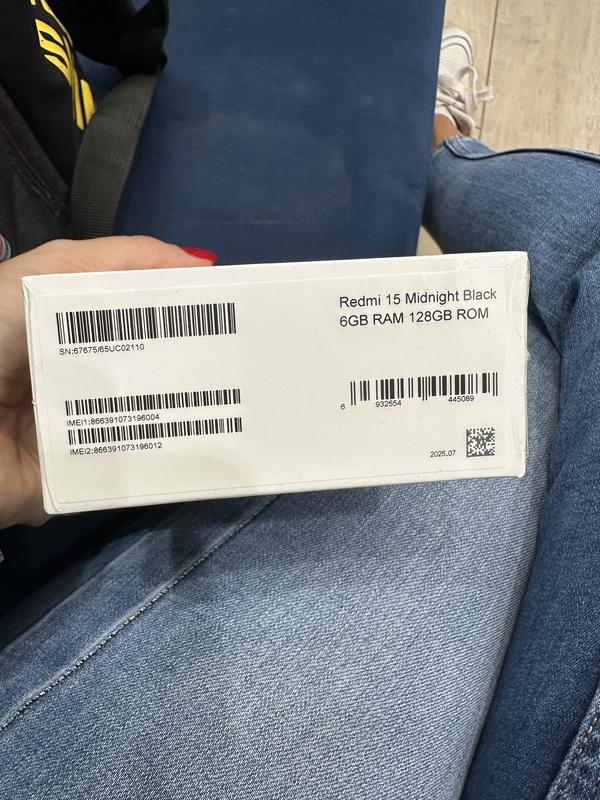 Redmi 15 Midnight Black
6GB RAM 128GB ROM
SN:67675/65UC02110
IMEI1:866391073196004
IMEI2:866391073196012
6 932554 445089
2025.07